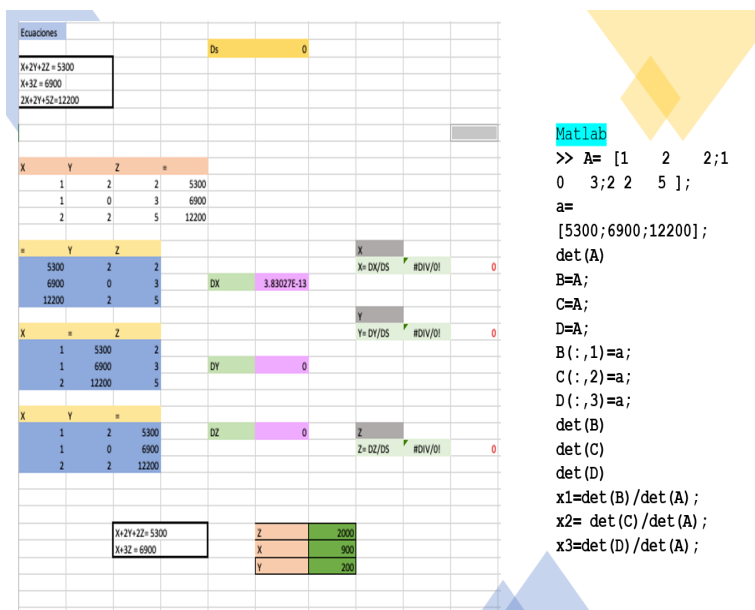 Ecuaciones
Ds 0
X+2Y+2Z = 5300
X+3Z = 6900
2X+2Y+5Z=12200
X Y Z =
1 2 2 5300
1 0 3 6900
2 2 5 12200
= Y Z X
5300 2 2 X= DX/DS #DIV/0! 0
6900 0 3 DX 3.83027E-13
12200 2 5
Y
X = Z Y= DY/DS #DIV/0! 0
1 5300 2
1 6900 3 DY 0
2 12200 5
X Y =
1 2 5300 DZ 0 Z
1 0 6900 Z= DZ/DS #DIV/0! 0
2 2 12200
X+2Y+2Z= 5300 Z 2000
X+3Z = 6900 X 900
Y 200
Matlab
>> A= [1 2 2;1
0 3;2 2 5 ];
a=
[5300;6900;12200];
det(A)
B=A;
C=A;
D=A;
B(:,1)=a;
C(:,2)=a;
D(:,3)=a;
det(B)
det(C)
det(D)
x1=det(B)/det(A);
x2= det(C)/det(A);
x3=det(D)/det(A);